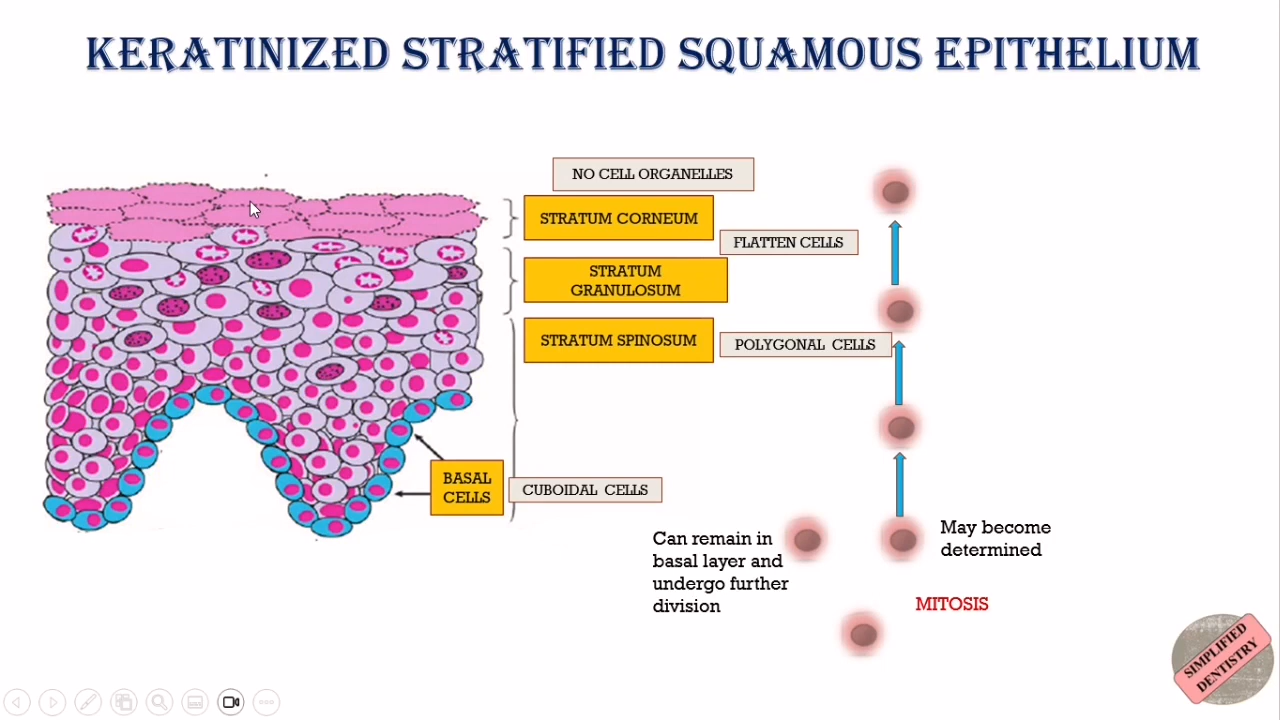 KERATINIZED STRATIFIED SQUAMOUS EPITHELIUM
NO CELL ORGANELLES
STRATUM CORNEUM
FLATTEN CELLS
STRATUM
GRANULOSUM
STRATUM SPINOSUM
POLYGONAL CELLS
BASAL
CELLS
CUBOIDAL CELLS
Can remain in
basal layer and
undergo further
division
May become
determined
MITOSIS
SIMPLIFIED
DENTISTRY